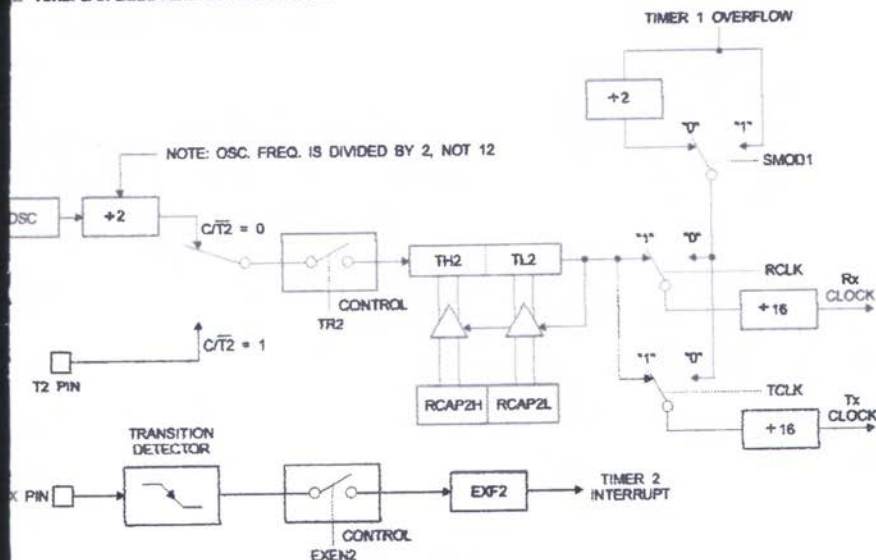 TIMER 1 OVERFLOW
÷2
"0"
"1"
SMOD1
NOTE: OSC. FREQ. IS DIVIDED BY 2, NOT 12
OSC
÷2
C/T2 = 0
TH2
TL2
"1"
"0"
RCLK
Rx
CLOCK
÷16
CONTROL
TR2
C/T2 = 1
T2 PIN
"1"
"0"
TCLK
Tx
CLOCK
÷16
RCAP2H
RCAP2L
TRANSITION
DETECTOR
X PIN
EXF2
TIMER 2
INTERRUPT
CONTROL
EXEN2